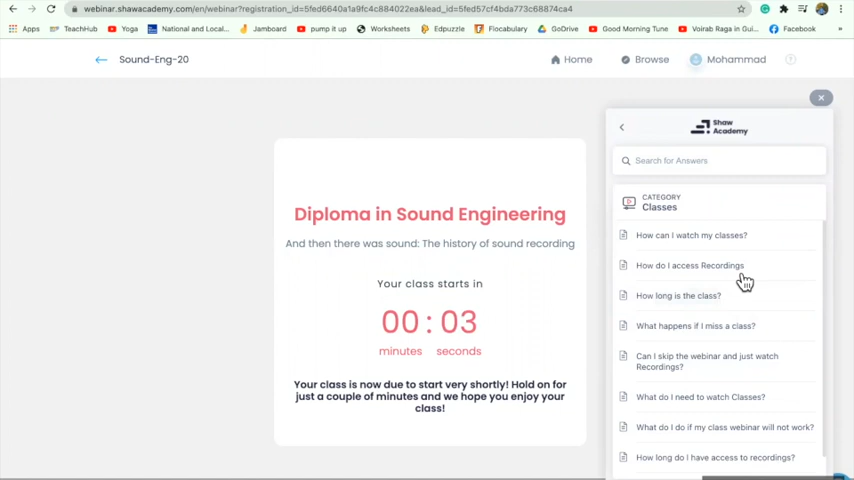 webinar.shawacademy.com/en/webinar?registration_id=5fed6640a1a9fc4c884022ea&lead_id=5fed57cf4bda773c68874ca4
Apps TeachHub Yoga National and Local... Jamboard pump it up Worksheets Edpuzzle Flocabulary GoDrive Good Morning Tune Voirab Raga in Gui... Facebook »
Sound-Eng-20 Home Browse Mohammad ?
Shaw
Academy
Search for Answers
CATEGORY
Classes
How can I watch my classes?
How do I access Recordings
How long is the class?
What happens if I miss a class?
Can I skip the webinar and just watch
Recordings?
What do I need to watch Classes?
What do I do if my class webinar will not work?
How long do I have access to recordings?
Diploma in Sound Engineering
And then there was sound: The history of sound recording
Your class starts in
00 : 03
minutes seconds
Your class is now due to start very shortly! Hold on for
just a couple of minutes and we hope you enjoy your
class!